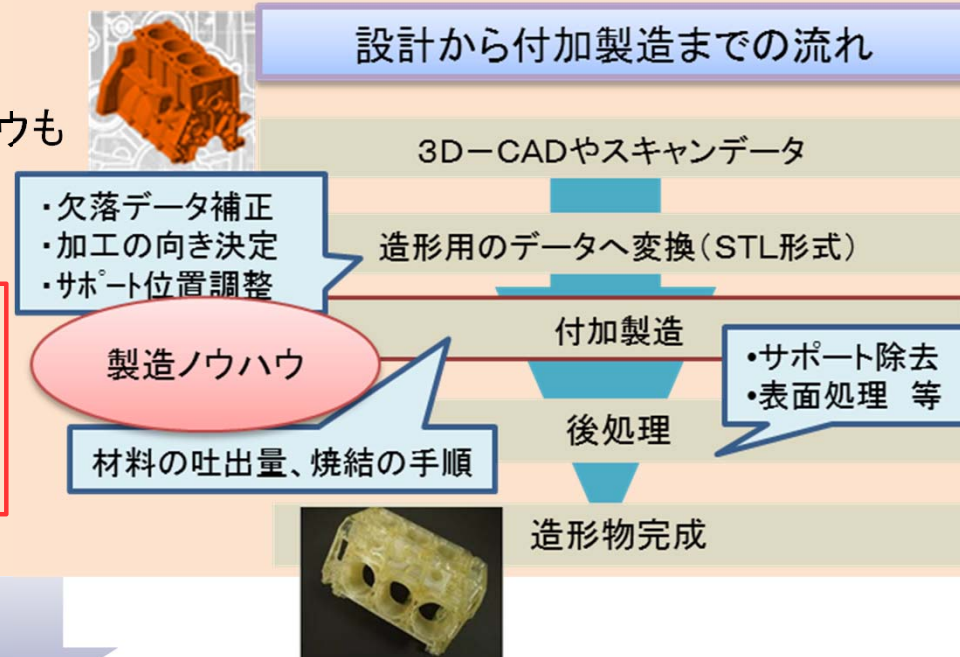 設計から付加製造までの流れ
ウも
3D－CADやスキャンデータ
・欠落データ補正
・加工の向き決定
・サポート位置調整
造形用のデータへ変換（STL形式）
付加製造
製造ノウハウ
•サポート除去
•表面処理　等
後処理
材料の吐出量、焼結の手順
造形物完成